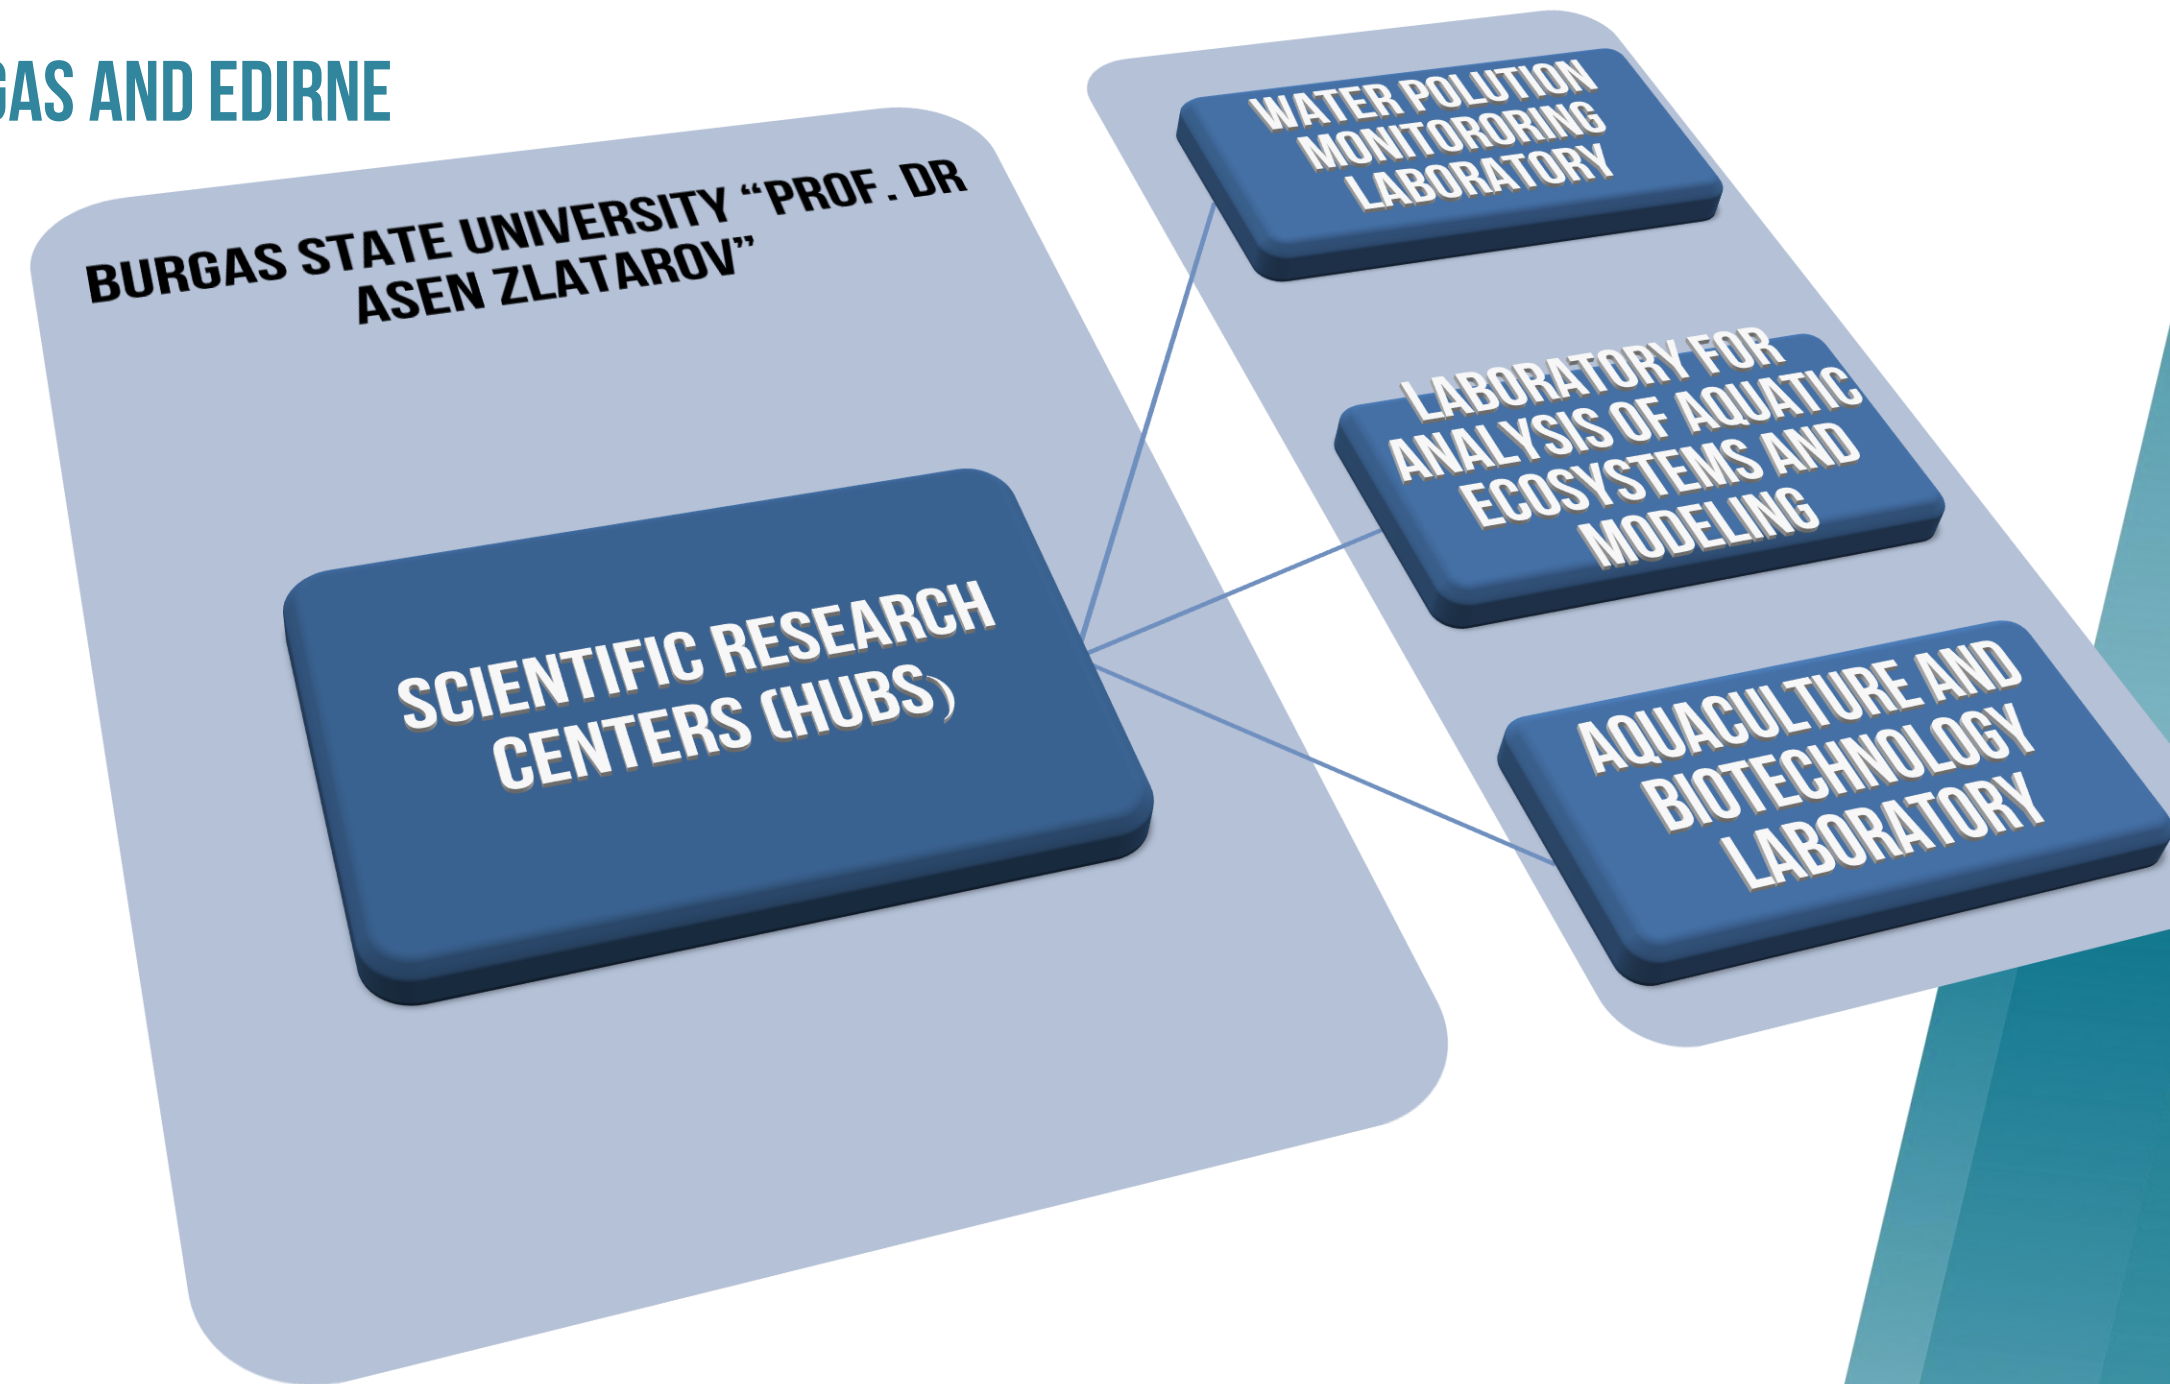 GAS AND EDIRNE
BURGAS STATE UNIVERSITY “PROF. DR
ASEN ZLATAROV”
SCIENTIFIC RESEARCH
CENTERS (HUBS)
WATER POLUTION
MONITORORING
LABORATORY
LABORATORY FOR
ANALYSIS OF AQUATIC
ECOSYSTEMS AND
MODELING
AQUACULTURE AND
BIOTECHNOLOGY
LABORATORY